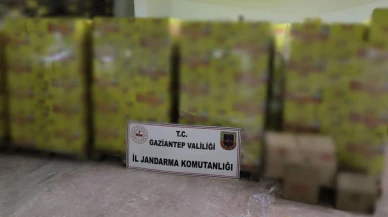 T.C.
GAZİANTEP VALİLİĞİ
İL JANDARMA KOMUTANLIĞI